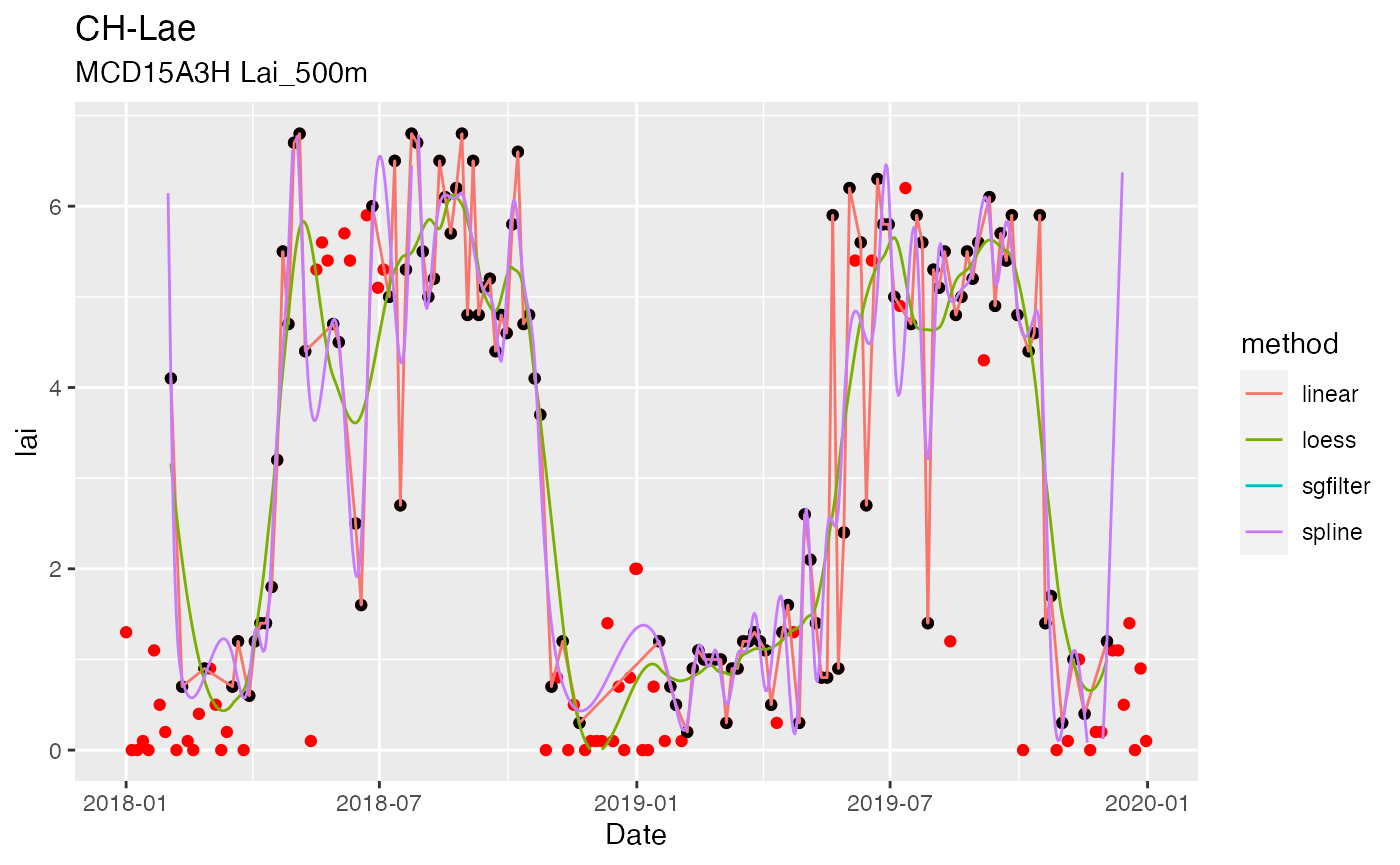 CH-Lae
MCD15A3H Lai_500m
lai
6
4
2
0
2018-01
2018-07
2019-01
2019-07
2020-01
Date
method
linear
loess
sgfilter
spline